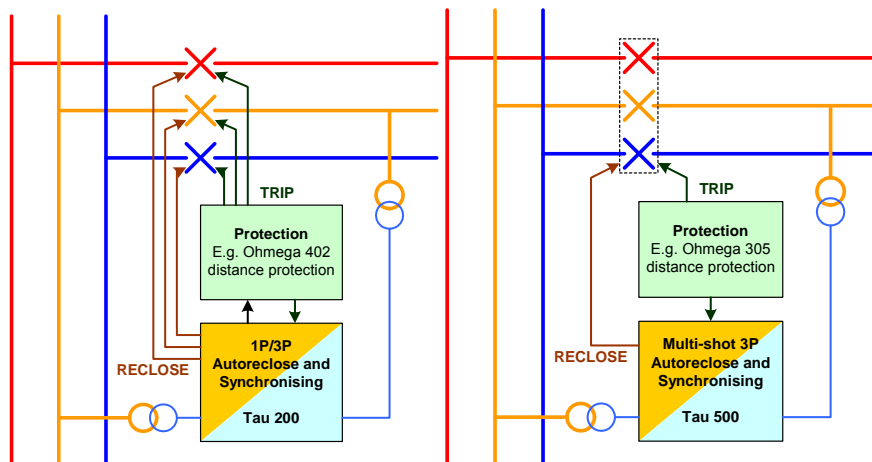 TRIP
Protection
E.g. Ohmega 402
distance protection
RECLOSE
1P/3P
Autoreclose and
Synchronising
Tau 200
TRIP
Protection
E.g. Ohmega 305
distance protection
RECLOSE
Multi-shot 3P
Autoreclose and
Synchronising
Tau 500